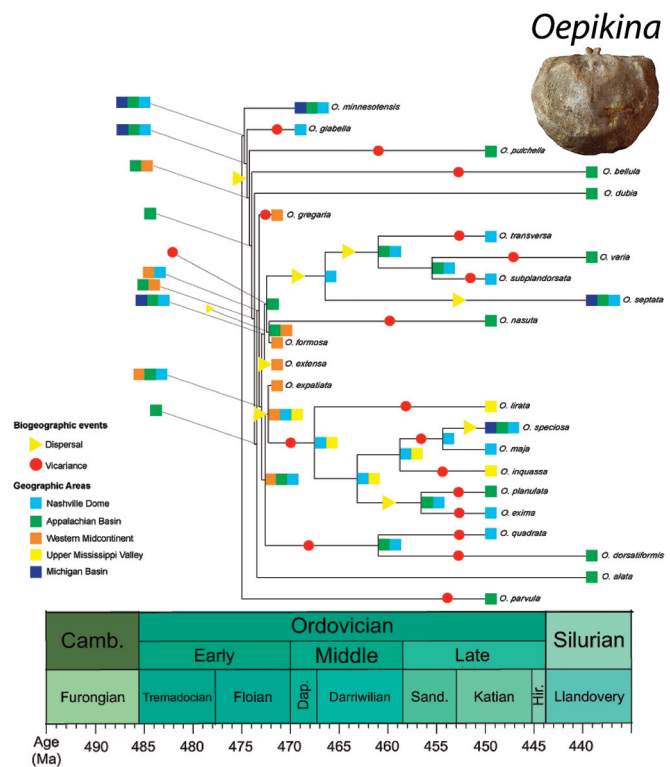 Oepikina
O. minnesotensis
O. glabella
O. pulchella
O. bellula
O. dubia
O. gregaria
O. transversa
O. varia
O. subplandorsata
O. septata
O. nasuta
O. formosa
O. extensa
O. expatiata
O. lirata
O. speciosa
O. maja
O. inquassa
O. planulata
O. exima
O. quadrata
O. dorsatiformis
O. alata
O. parvula
Biogeographic events
Dispersal
Vicariance
Geographic Areas
Nashville Dome
Appalachian Basin
Western Midcontinent
Upper Mississippi Valley
Michigan Basin
Camb. Ordovician Silurian
Early Middle Late
Furongian Tremadocian Floian Dap. Darriwilian Sand. Katian Hir. Llandovery
Age (Ma) 490 485 480 475 470 465 460 455 450 445 440